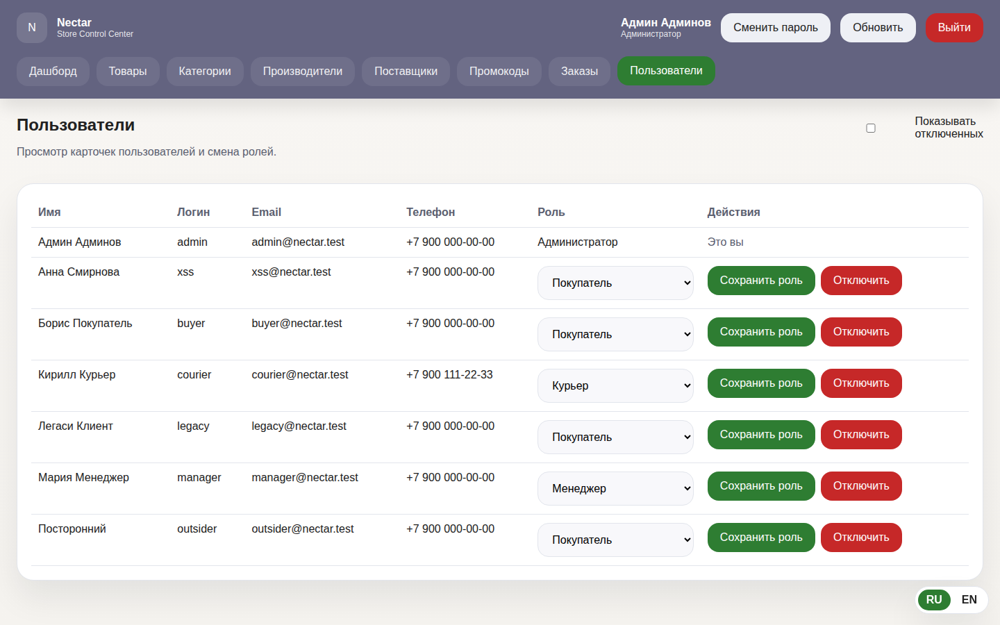 N
Nectar
Store Control Center
Админ Админов
Администратор
Сменить пароль
Обновить
Выйти
Дашборд Товары Категории Производители Поставщики Промокоды Заказы Пользователи
Пользователи
Показывать
отключенных
Просмотр карточек пользователей и смена ролей.
Имя Логин Email Телефон Роль Действия
Админ Админов admin admin@nectar.test +7 900 000-00-00 Администратор Это вы
Анна Смирнова xss xss@nectar.test +7 900 000-00-00 Покупатель Сохранить роль Отключить
Борис Покупатель buyer buyer@nectar.test +7 900 000-00-00 Покупатель Сохранить роль Отключить
Кирилл Курьер courier courier@nectar.test +7 900 111-22-33 Курьер Сохранить роль Отключить
Легаси Клиент legacy legacy@nectar.test +7 900 000-00-00 Покупатель Сохранить роль Отключить
Мария Менеджер manager manager@nectar.test +7 900 000-00-00 Менеджер Сохранить роль Отключить
Посторонний outsider outsider@nectar.test +7 900 000-00-00 Покупатель Сохранить роль Отключить
RU EN